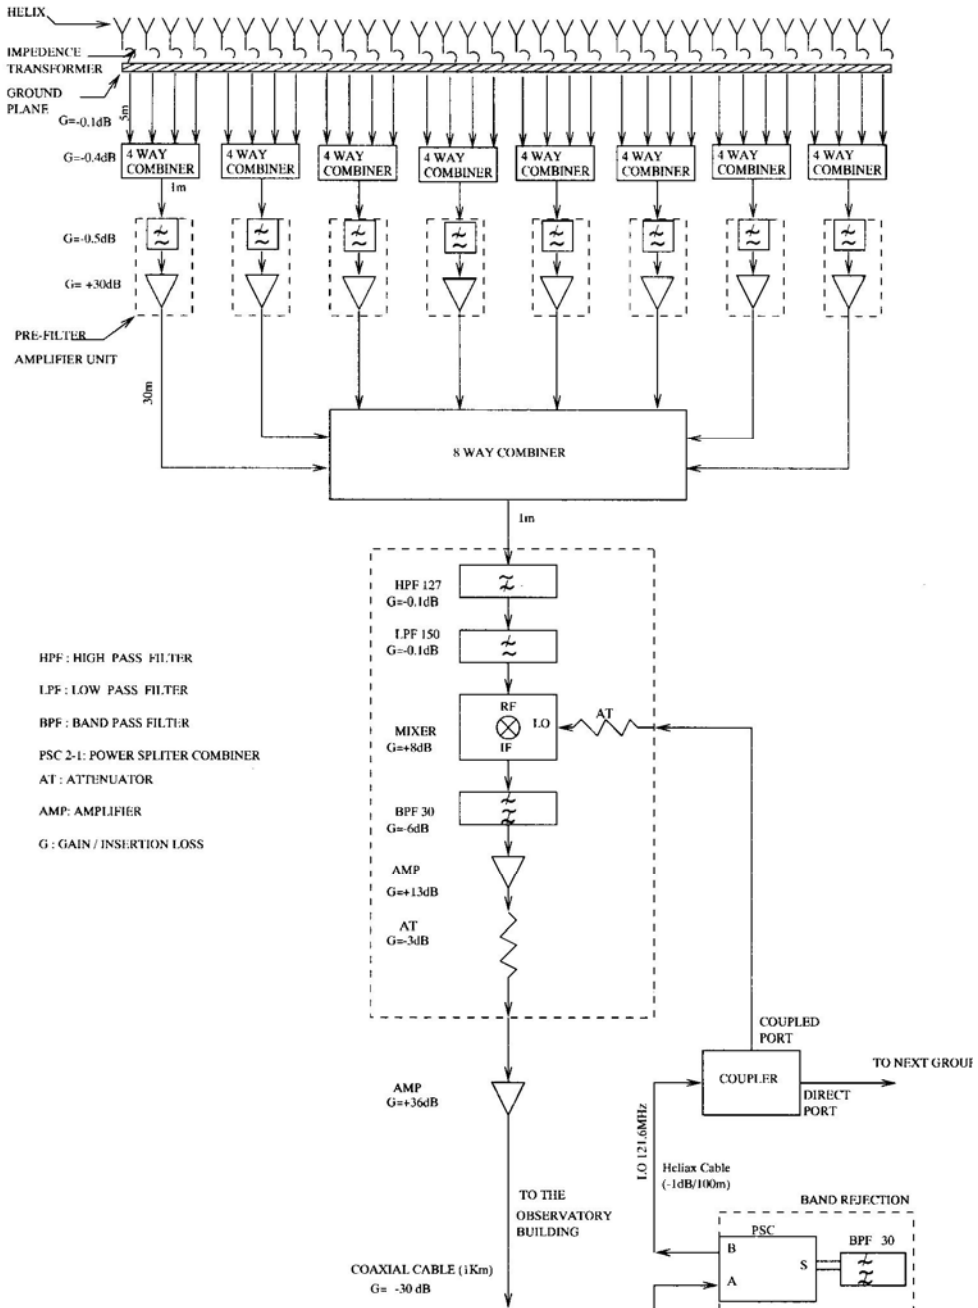 HELIX
IMPEDENCE
TRANSFORMER
GROUND
PLANE
5m
G=-0.1dB
G=-0.4dB
4 WAY
COMBINER
4 WAY
COMBINER
4 WAY
COMBINER
4 WAY
COMBINER
4 WAY
COMBINER
4 WAY
COMBINER
4 WAY
COMBINER
4 WAY
COMBINER
1m
G=-0.5dB
G= +30dB
PRE-FILTER
AMPLIFIER UNIT
30m
8 WAY COMBINER
1m
HPF 127
G=-0.1dB
LPF 150
G=-0.1dB
RF
LO
IF
AT
MIXER
G=+8dB
BPF 30
G=-6dB
AMP
G=+13dB
AT
G=-3dB
HPF : HIGH PASS FILTER
LPF : LOW PASS FILTER
BPF : BAND PASS FILTER
PSC 2-1: POWER SPLITER COMBINER
AT : ATTENUATOR
AMP: AMPLIFIER
G : GAIN / INSERTION LOSS
COUPLED
PORT
COUPLER
TO NEXT GROUP
DIRECT
PORT
AMP
G=+36dB
LO 121.6MHz
Heliax Cable
(-1dB/100m)
TO THE
OBSERVATORY
BUILDING
BAND REJECTION
PSC
BPF 30
B
S
A
COAXIAL CABLE (1Km)
G= -30 dB